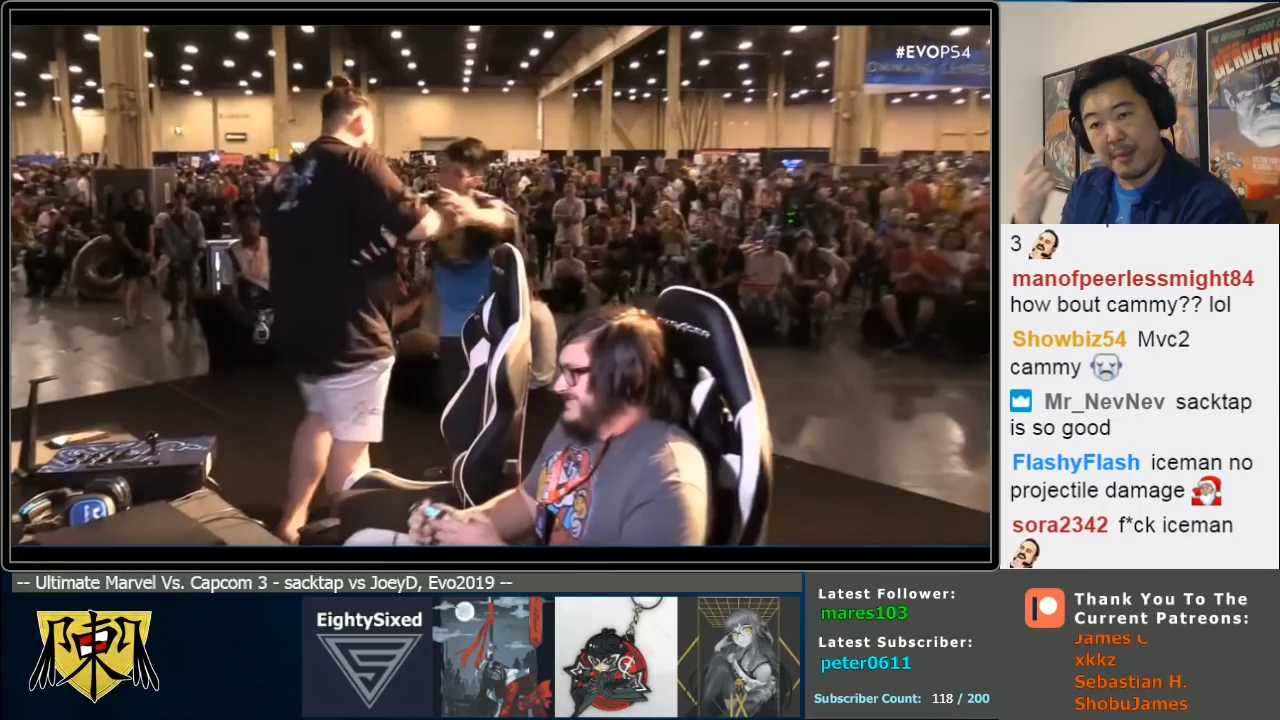 #EVOPS4
3
manofpeerlessmight84
how bout cammy?? lol
Showbiz54 Mvc2
cammy
Mr_NevNev sacktap
is so good
FlashyFlash iceman no
projectile damage
sora2342 f*ck iceman
-- Ultimate Marvel Vs. Capcom 3 - sacktap vs JoeyD, Evo2019 --
EightySixed
Latest Follower:
mares103
Latest Subscriber:
peter0611
Subscriber Count: 118 / 200
Thank You To The
Current Patreons:
James C
xkkz
Sebastian H.
ShobuJames